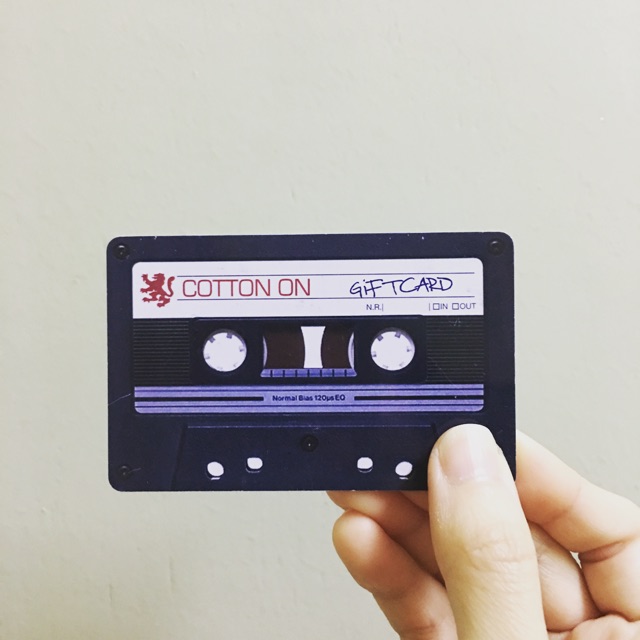 COTTON ON GiFTCARD
N.R. IN OUT
Normal Bias 120µs EQ